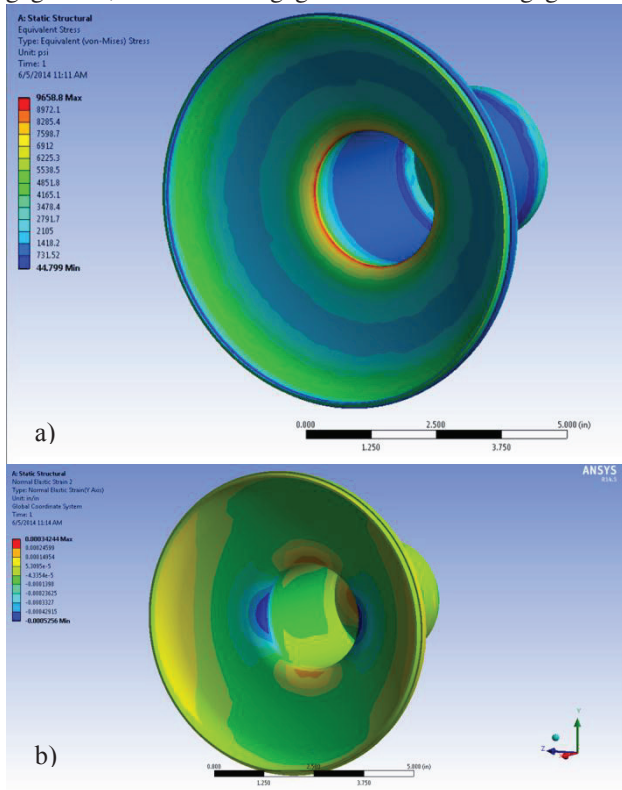 A: Static Structural
Equivalent Stress
Type: Equivalent (von-Mises) Stress
Unit: psi
Time: 1
6/5/2014 11:11 AM
9658.8 Max
8972.1
8285.4
7598.7
6912
6225.3
5538.5
4851.8
4165.1
3478.4
2791.7
2105
1418.2
731.52
44.799 Min
0.000
2.500
5.000 (in)
1.250
3.750
a)
A: Static Structural
Normal Elastic Strain 2
Type: Normal Elastic Strain(Y Axis)
Unit: in/in
Global Coordinate System
Time: 1
6/5/2014 11:14 AM
ANSYS
R14.5
0.00034244 Max
0.00024589
0.00014954
5.3095e-5
-4.3354e-5
-0.0001398
-0.00023625
-0.0003327
-0.00042915
-0.0005256 Min
0.000
2.500
5.000 (in)
1.250
3.750
Y
Z
b)